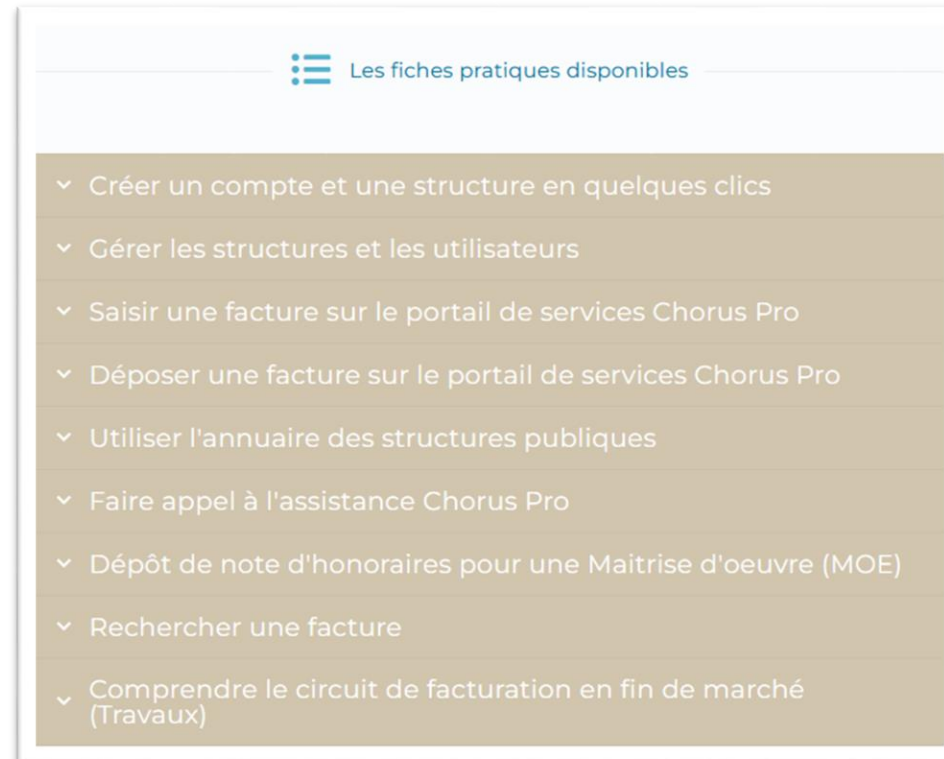 Les fiches pratiques disponibles
Créer un compte et une structure en quelques clics
Gérer les structures et les utilisateurs
Saisir une facture sur le portail de services Chorus Pro
Déposer une facture sur le portail de services Chorus Pro
Utiliser l'annuaire des structures publiques
Faire appel à l'assistance Chorus Pro
Dépôt de note d'honoraires pour une Maitrise d'oeuvre (MOE)
Rechercher une facture
Comprendre le circuit de facturation en fin de marché
(Travaux)